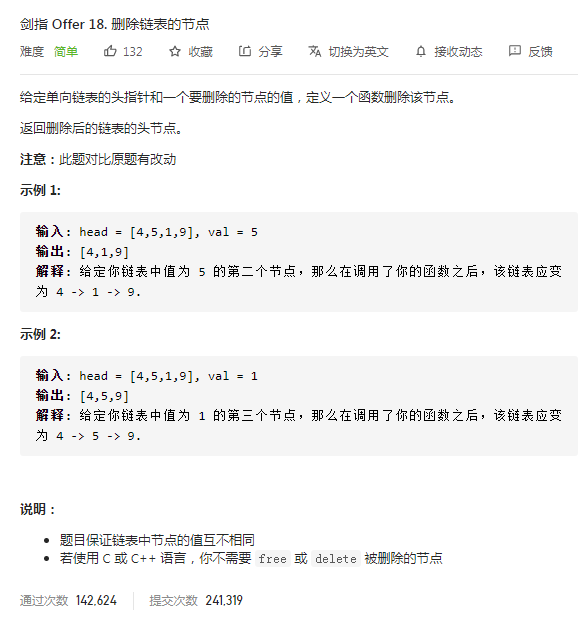 剑指 Offer 18. 删除链表的节点
难度 简单 132 收藏 分享 切换为英文 接收动态 反馈
给定单向链表的头指针和一个要删除的节点的值，定义一个函数删除该节点。
返回删除后的链表的头节点。
注意：此题对比原题有改动
示例 1:
输入: head = [4,5,1,9], val = 5
输出: [4,1,9]
解释: 给定你链表中值为 5 的第二个节点，那么在调用了你的函数之后，该链表应变
为 4 -> 1 -> 9.
示例 2:
输入: head = [4,5,1,9], val = 1
输出: [4,5,9]
解释: 给定你链表中值为 1 的第三个节点，那么在调用了你的函数之后，该链表应变
为 4 -> 5 -> 9.
说明：
• 题目保证链表中节点的值互不相同
• 若使用 C 或 C++ 语言，你不需要 free 或 delete 被删除的节点
通过次数 142,624 提交次数 241,319